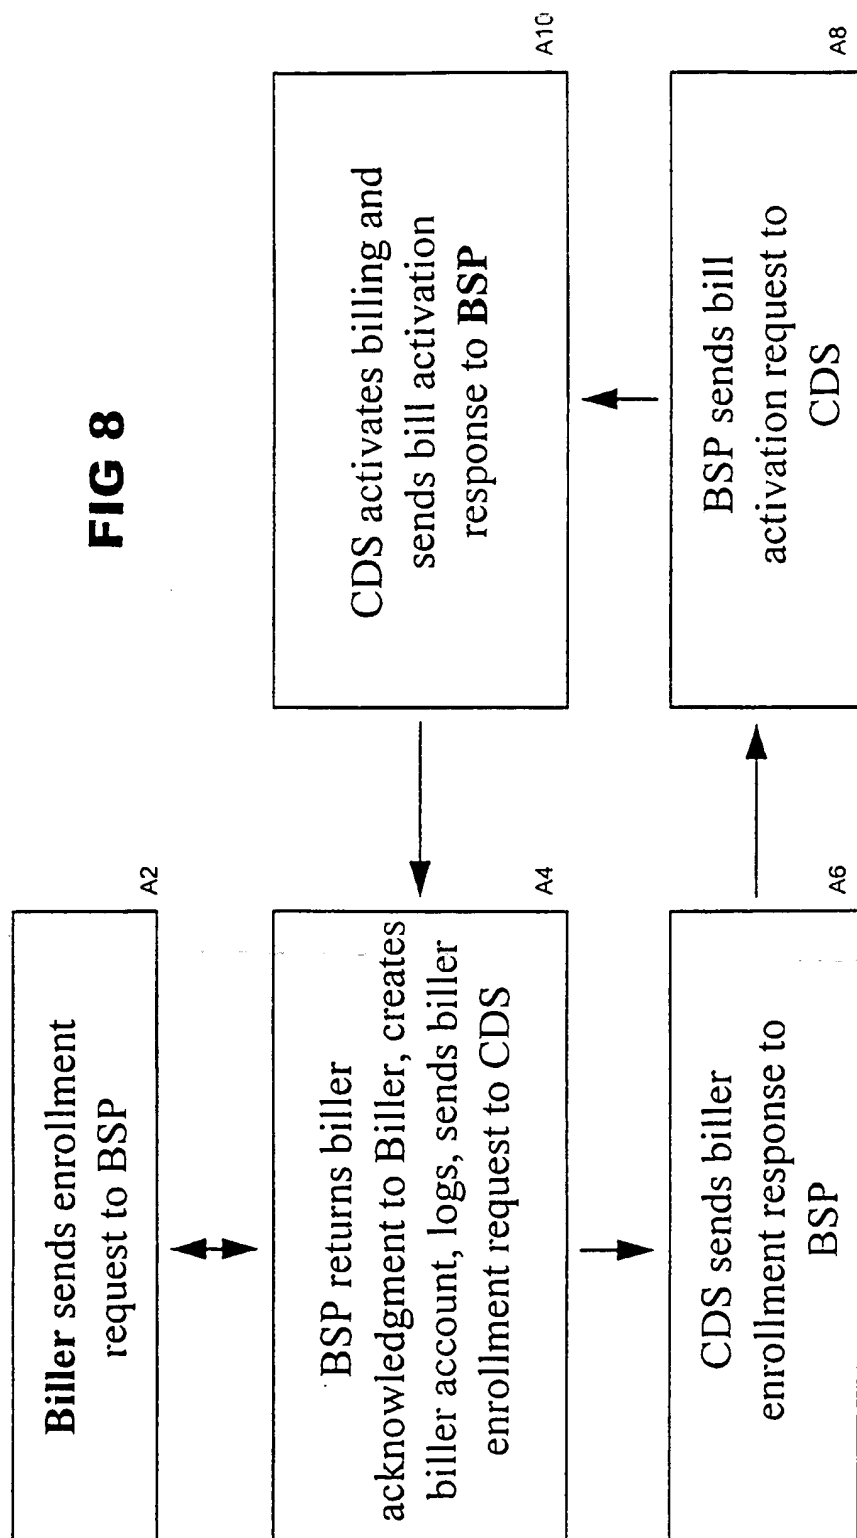 FIG 8
Biller sends enrollment
request to BSP
A2
BSP returns biller
acknowledgment to Biller, creates
biller account, logs, sends biller
enrollment request to CDS
A4
CDS sends biller
enrollment response to
BSP
A6
BSP sends bill
activation request to
CDS
A8
CDS activates billing and
sends bill activation
response to BSP
A10